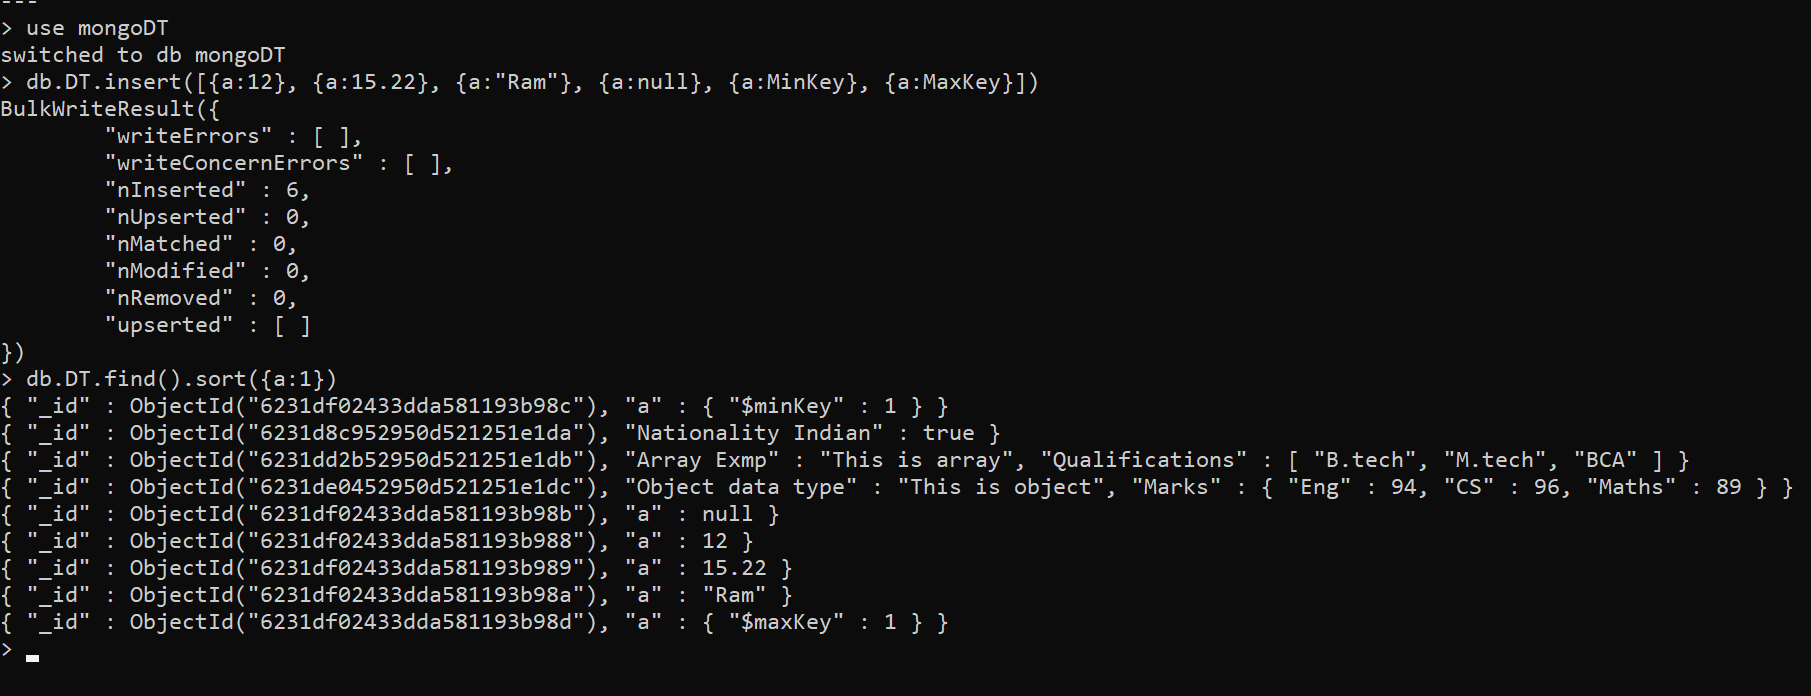 ---
> use mongoDT
switched to db mongoDT
> db.DT.insert([{a:12}, {a:15.22}, {a:"Ram"}, {a:null}, {a:MinKey}, {a:MaxKey}])
BulkWriteResult({
        "writeErrors" : [ ],
        "writeConcernErrors" : [ ],
        "nInserted" : 6,
        "nUpserted" : 0,
        "nMatched" : 0,
        "nModified" : 0,
        "nRemoved" : 0,
        "upserted" : [ ]
})
> db.DT.find().sort({a:1})
{ "_id" : ObjectId("6231df02433dda581193b98c"), "a" : { "$minKey" : 1 } }
{ "_id" : ObjectId("6231d8c952950d521251e1da"), "Nationality Indian" : true }
{ "_id" : ObjectId("6231dd2b52950d521251e1db"), "Array Exmp" : "This is array", "Qualifications" : [ "B.tech", "M.tech", "BCA" ] }
{ "_id" : ObjectId("6231de0452950d521251e1dc"), "Object data type" : "This is object", "Marks" : { "Eng" : 94, "CS" : 96, "Maths" : 89 } }
{ "_id" : ObjectId("6231df02433dda581193b98b"), "a" : null }
{ "_id" : ObjectId("6231df02433dda581193b988"), "a" : 12 }
{ "_id" : ObjectId("6231df02433dda581193b989"), "a" : 15.22 }
{ "_id" : ObjectId("6231df02433dda581193b98a"), "a" : "Ram" }
{ "_id" : ObjectId("6231df02433dda581193b98d"), "a" : { "$maxKey" : 1 } }
>